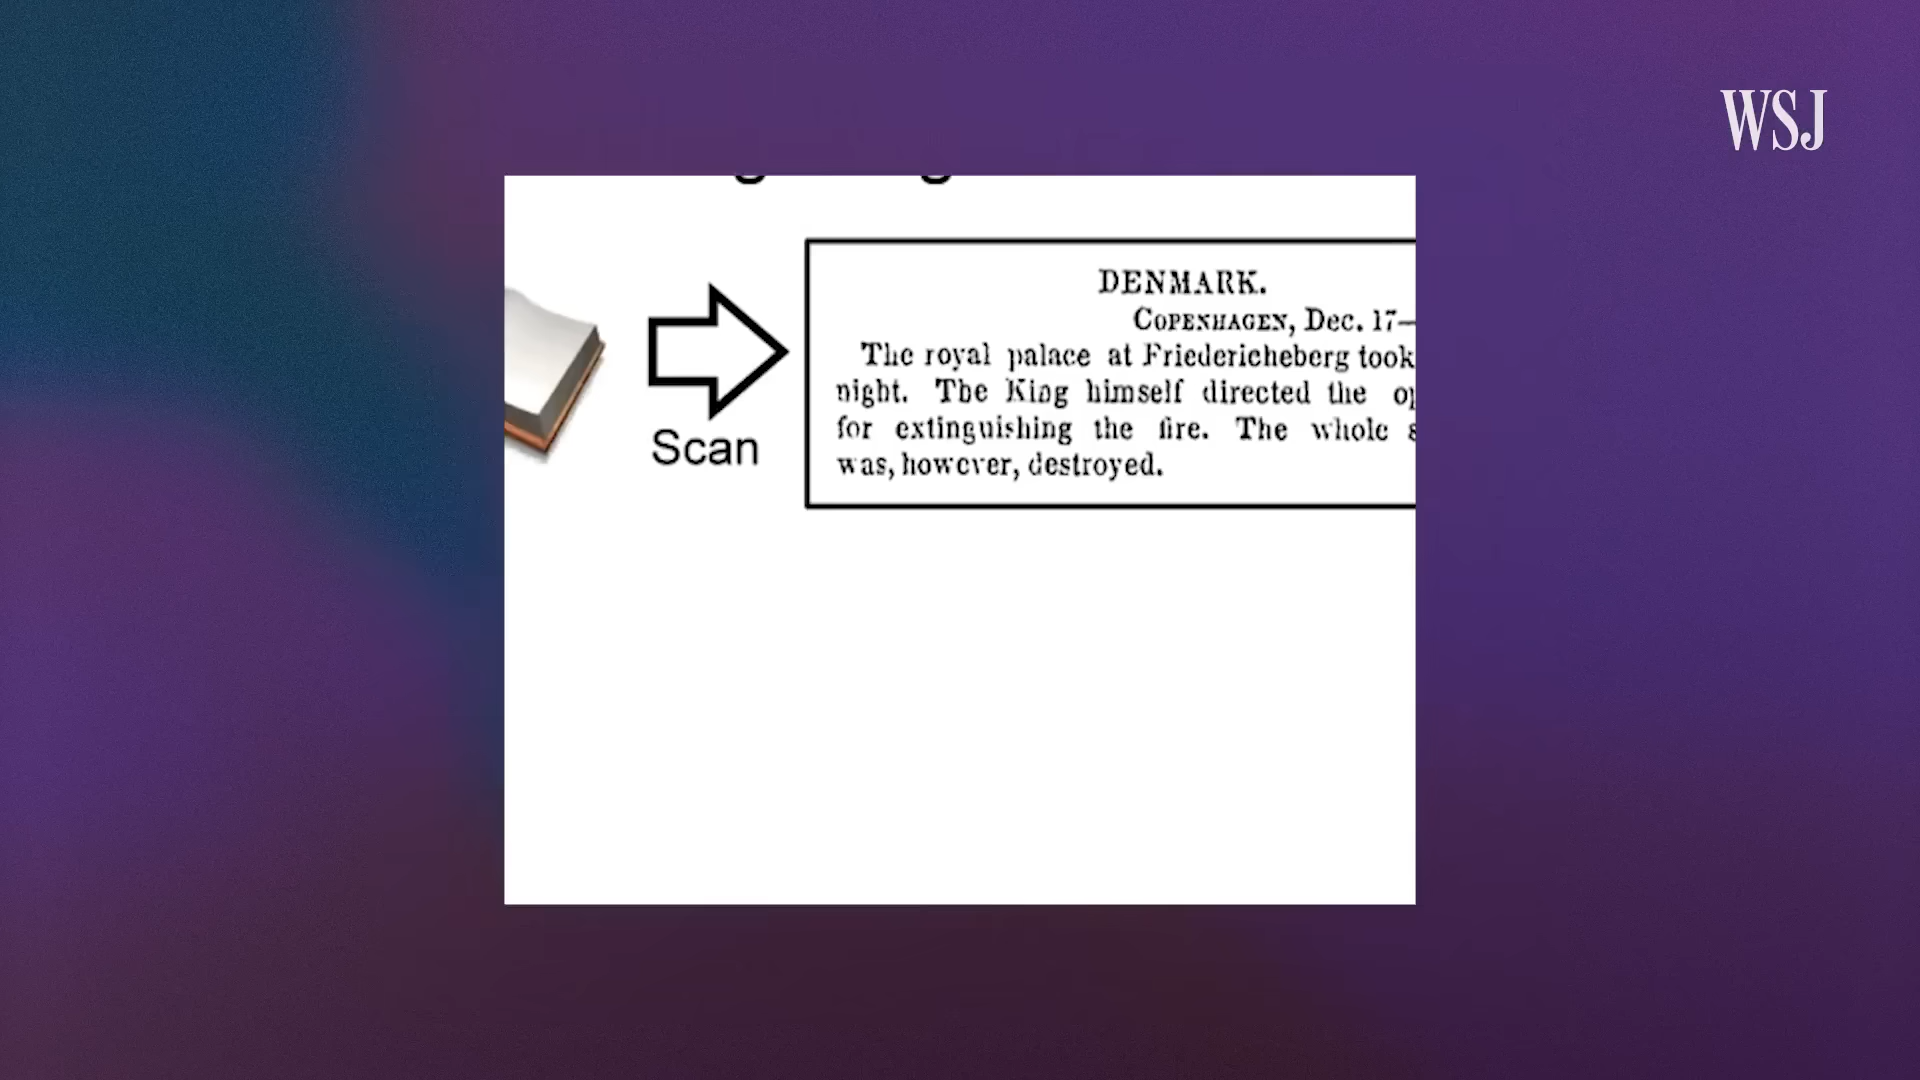 WSJ
DENMARK.
COPENHAGEN, Dec. 17—
The royal palace at Friedericheberg took
night. The King himself directed the
for extinguishing the fire. The whole
was, however, destroyed.
Scan